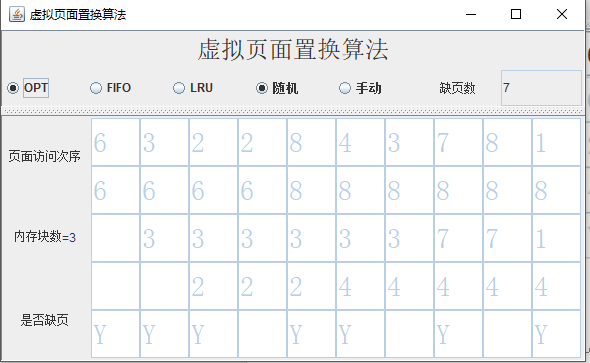 虚拟页面置换算法
虚拟页面置换算法
OPT FIFO LRU 随机 手动 缺页数 7
页面访问次序 6 3 2 2 8 4 3 7 8 1
6 6 6 6 8 8 8 8 8 8
内存块数=3 3 3 3 3 3 3 7 7 1
2 2 2 4 4 4 4 4
是否缺页 Y Y Y Y Y Y Y